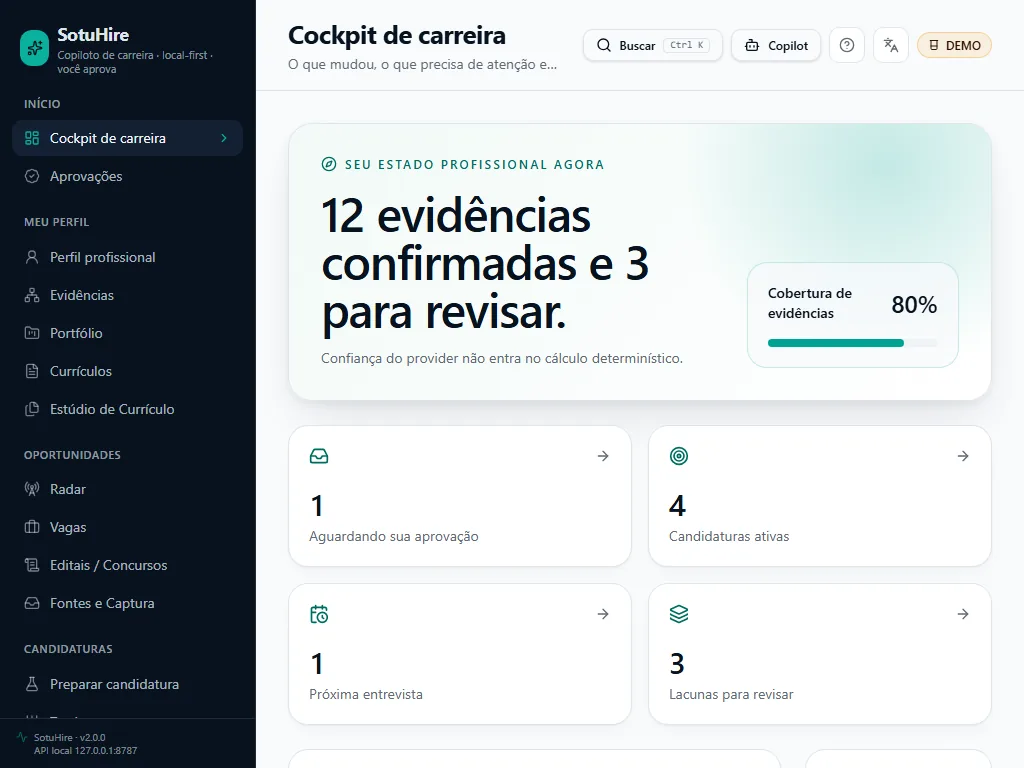 SotuHire
Copiloto de carreira · local-first ·
você aprova
INÍCIO
Cockpit de carreira
Aprovações
MEU PERFIL
Perfil profissional
Evidências
Portfólio
Currículos
Estúdio de Currículo
OPORTUNIDADES
Radar
Vagas
Editais / Concursos
Fontes e Captura
CANDIDATURAS
Preparar candidatura
SotuHire · v2.0.0
API local 127.0.0.1:8787
Cockpit de carreira
O que mudou, o que precisa de atenção e...
Buscar Ctrl K
Copilot
DEMO
SEU ESTADO PROFISSIONAL AGORA
12 evidências
confirmadas e 3
para revisar.
Confiança do provider não entra no cálculo determinístico.
Cobertura de
evidências
80%
1
Aguardando sua aprovação
4
Candidaturas ativas
1
Próxima entrevista
3
Lacunas para revisar